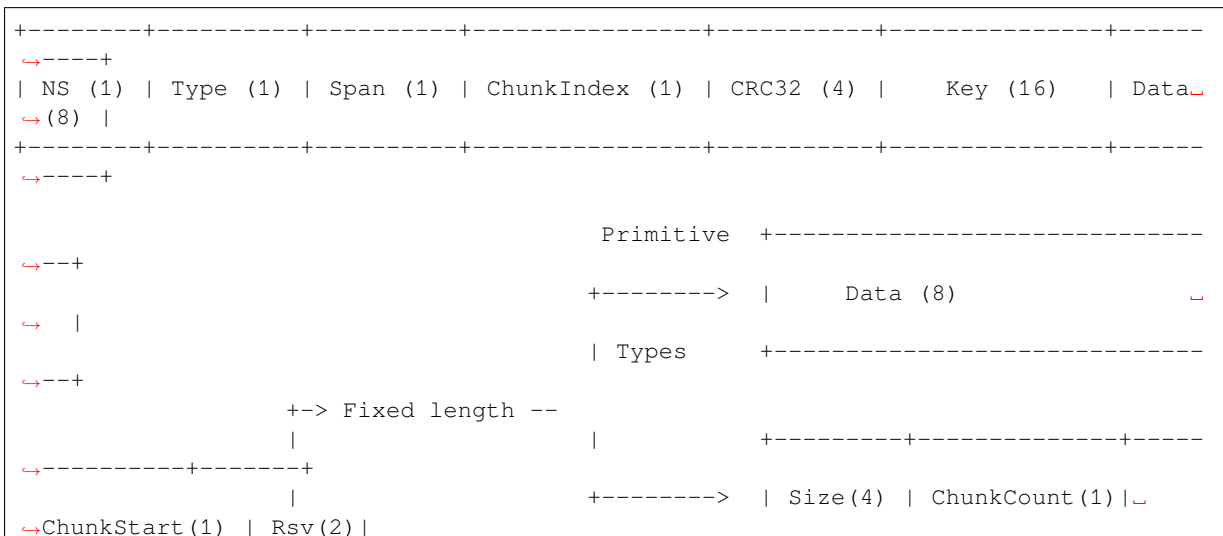 +--------+----------+----------+----------------+-----------+---------------+------
↪----+
| NS (1) | Type (1) | Span (1) | ChunkIndex (1) | CRC32 (4) |    Key (16)   | Data␣
↪(8) |
+--------+----------+----------+----------------+-----------+---------------+------
↪----+
                                         Primitive  +------------------------------
↪--+
                                        +-------->  |     Data (8)                ␣
↪  |
                                        | Types     +------------------------------
↪--+
                   +-> Fixed length --
                   |                    |           +---------+--------------+-----
↪----------+-------+
                   |                    +-------->  | Size(4) | ChunkCount(1)|␣
↪ChunkStart(1) | Rsv(2)|